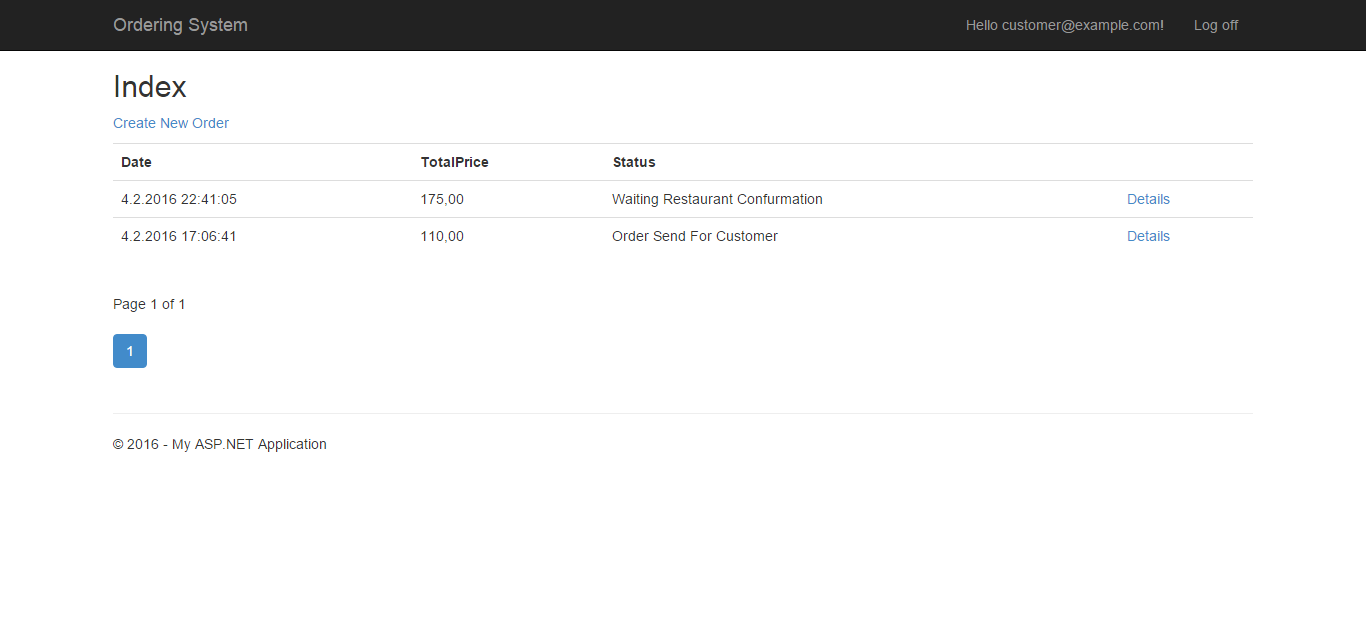 Ordering System Hello customer@example.com! Log off
Index
Create New Order
Date TotalPrice Status
4.2.2016 22:41:05 175,00 Waiting Restaurant Confurmation Details
4.2.2016 17:06:41 110,00 Order Send For Customer Details
Page 1 of 1
1
© 2016 - My ASP.NET Application